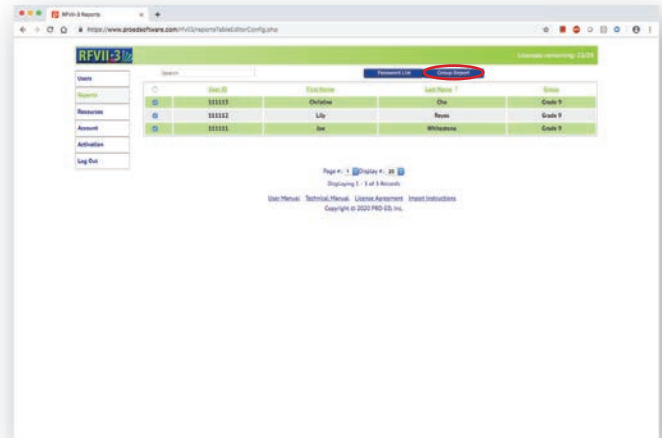 RFVII-3 Reports
https://www.proedsoftware.com/rfvii3/reportsTableEditorConfig.php
RFVII-3
Licenses remaining: 22/25
Users
Reports
Resources
Account
Activation
Log Out
Search
Password List
Group Report
User ID First Name Last Name ↑ Group
111113 Christine Cho Grade 9
111112 Lily Reyes Grade 9
111111 Joe Whitestone Grade 9
Page #: 1 Display #: 25
Displaying 1 - 3 of 3 Records
User Manual Technical Manual License Agreement Import Instructions
Copyright © 2020 PRO-ED, Inc.